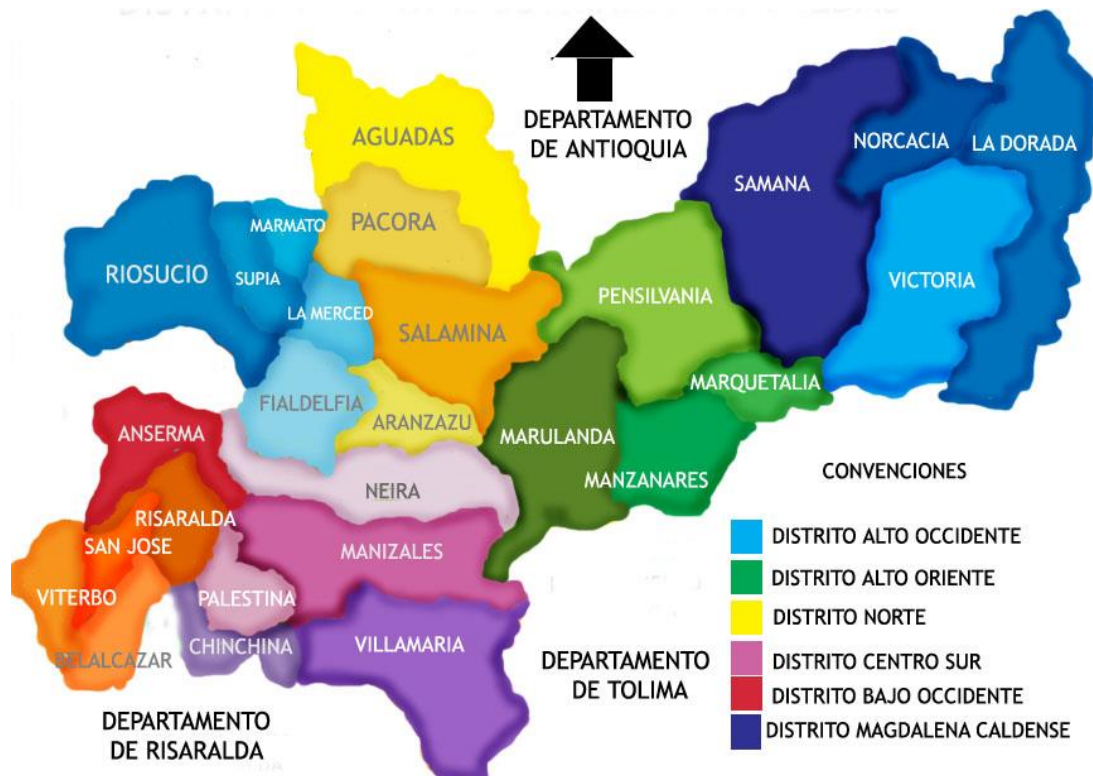 DEPARTAMENTO
DE ANTIOQUIA
AGUADAS
NORCACIA
LA DORADA
SAMANA
PACORA
MARMATO
RIOSUCIO
SUPIA
VICTORIA
PENSILVANIA
LA MERCED
SALAMINA
MARQUETALIA
FIALDELFIA
ARANZAZU
ANSERMA
MARULANDA
MANZANARES
NEIRA
RISARALDA
SAN JOSE
MANIZALES
VITERBO
PALESTINA
CHINCHINA
VILLAMARIA
BELALCAZAR
DEPARTAMENTO
DE TOLIMA
DEPARTAMENTO
DE RISARALDA
CONVENCIONES
DISTRITO ALTO OCCIDENTE
DISTRITO ALTO ORIENTE
DISTRITO NORTE
DISTRITO CENTRO SUR
DISTRITO BAJO OCCIDENTE
DISTRITO MAGDALENA CALDENSE